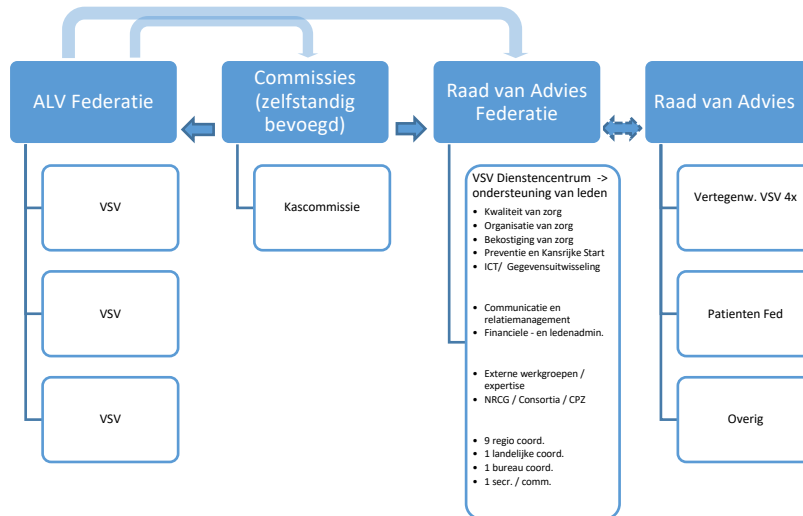 ALV Federatie
VSV
VSV
VSV
Commissies
(zelfstandig
bevoegd)
Kascommissie
Raad van Advies
Federatie
VSV Dienstencentrum -> 
ondersteuning van leden
• Kwaliteit van zorg
• Organisatie van zorg
• Bekostiging van zorg
• Preventie en Kansrijke Start
• ICT/ Gegevensuitwisseling
• Communicatie en
relatiemanagement
• Financiele - en ledenadmin.
• Externe werkgroepen /
expertise
• NRCG / Consortia / CPZ
• 9 regio coord.
• 1 landelijke coord.
• 1 bureau coord.
• 1 secr. / comm.
Raad van Advies
Vertegenw. VSV 4x
Patienten Fed
Overig